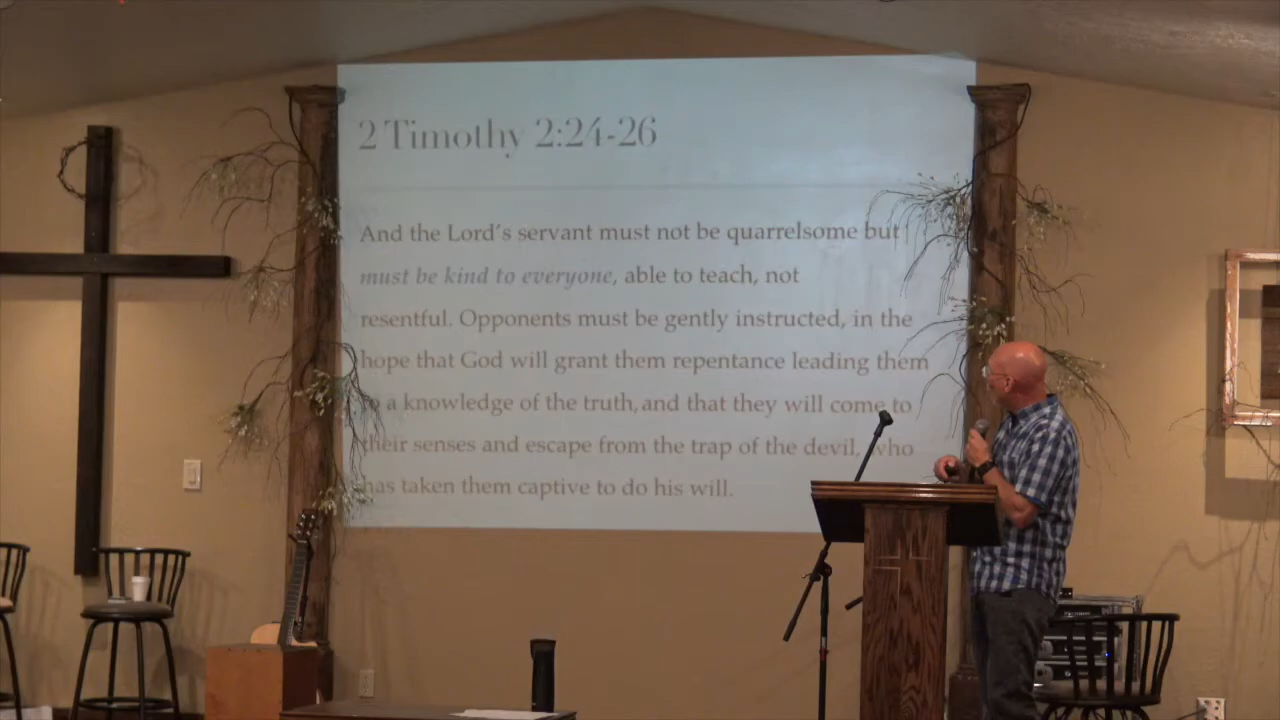 2 Timothy 2:24-26
And the Lord's servant must not be quarrelsome but
must be kind to everyone, able to teach, not
resentful. Opponents must be gently instructed, in the
hope that God will grant them repentance leading them
to a knowledge of the truth, and that they will come to
their senses and escape from the trap of the devil, who
has taken them captive to do his will.